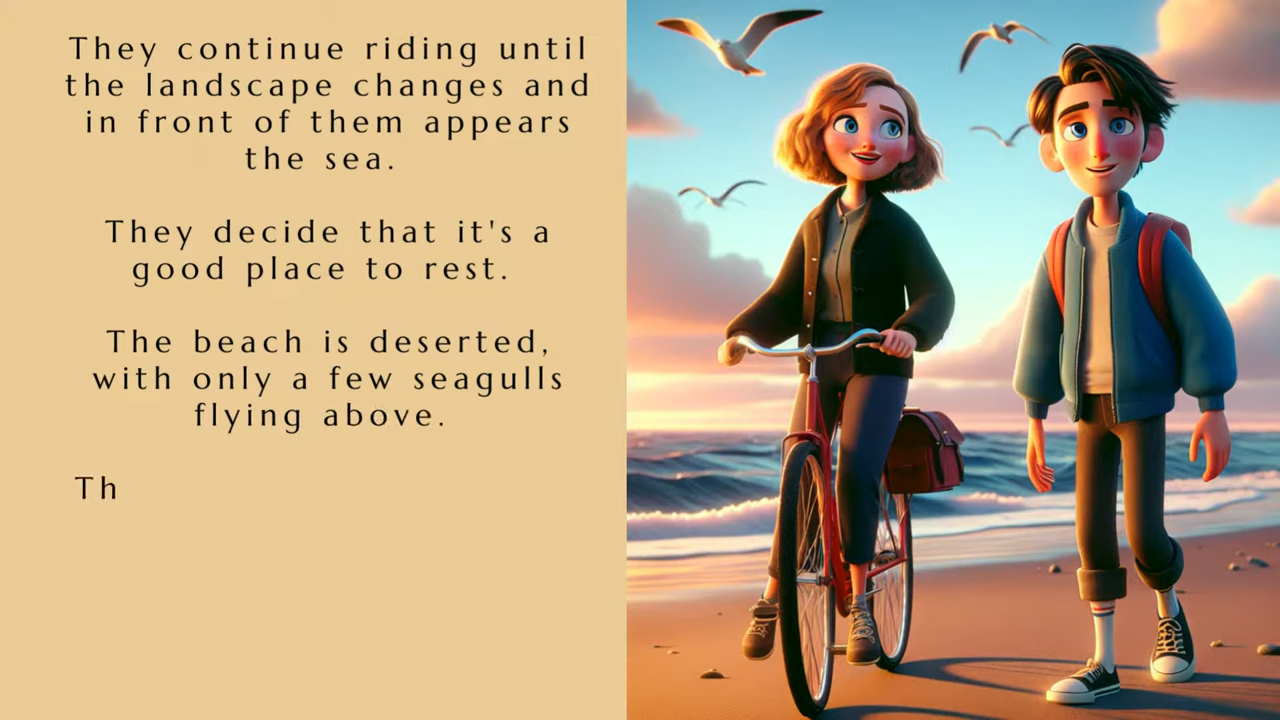 They continue riding until
the landscape changes and
in front of them appears
the sea.
They decide that it's a
good place to rest.
The beach is deserted,
with only a few seagulls
flying above.
Th